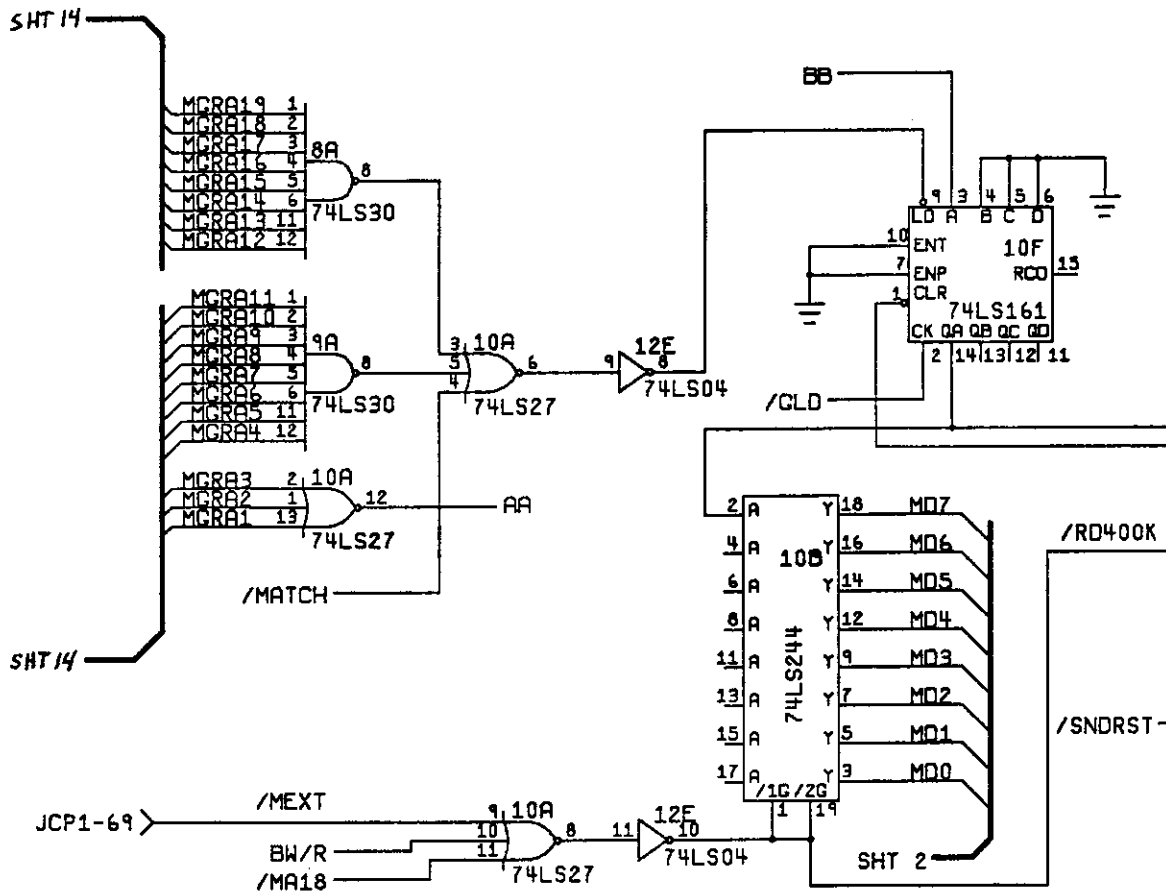 SHT 14
MGRA19 1
MGRA18 2
MGRA17 3
MGRA16 4
MGRA15 5
MGRA14 6
MGRA13 11
MGRA12 12
8A
8
74LS30
MGRA11 1
MGRA10 2
MGRA9 3
MGRA8 4
MGRA7 5
MGRA6 6
MGRA5 11
MGRA4 12
9A
8
74LS30
MGRA3 2
MGRA2 1
MGRA1 13
10A
12
AA
74LS27
/MATCH
SHT 14
3
5
4
10A
6
74LS27
9
12E
8
74LS04
BB
9 3 4 5 6
LD A B C D
10 ENT
10F
7 ENP
RCO 15
1 CLR
74LS161
CK QA QB QC QD
2 14 13 12 11
/GLD
2 A Y 18 MD7
4 A Y 16 MD6
10B
6 A Y 14 MD5
8 A Y 12 MD4
11 A Y 9 MD3
13 A Y 7 MD2
15 A Y 5 MD1
17 A Y 3 MD0
74LS244
/1G /2G
1 19
/RD400K
/SNDRST
SHT 2
JCP1-69
/MEXT
BW/R
/MA18
9
10
11
10A
8
74LS27
11
12E
10
74LS04